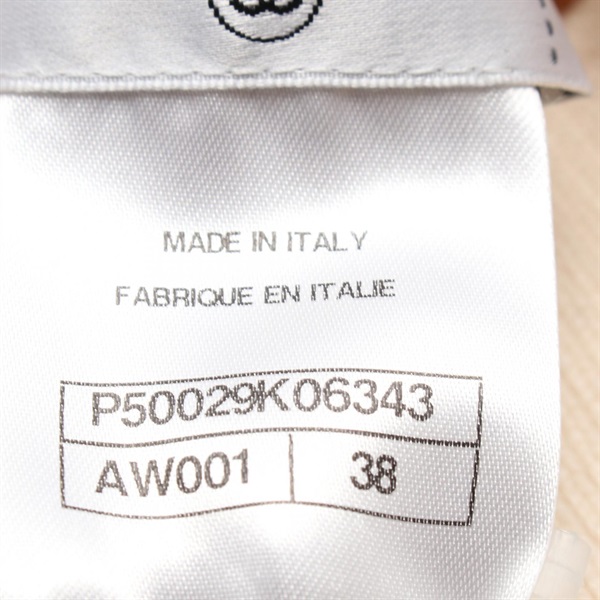 MADE IN ITALY
FABRIQUE EN ITALIE
P50029K06343
AW001 38